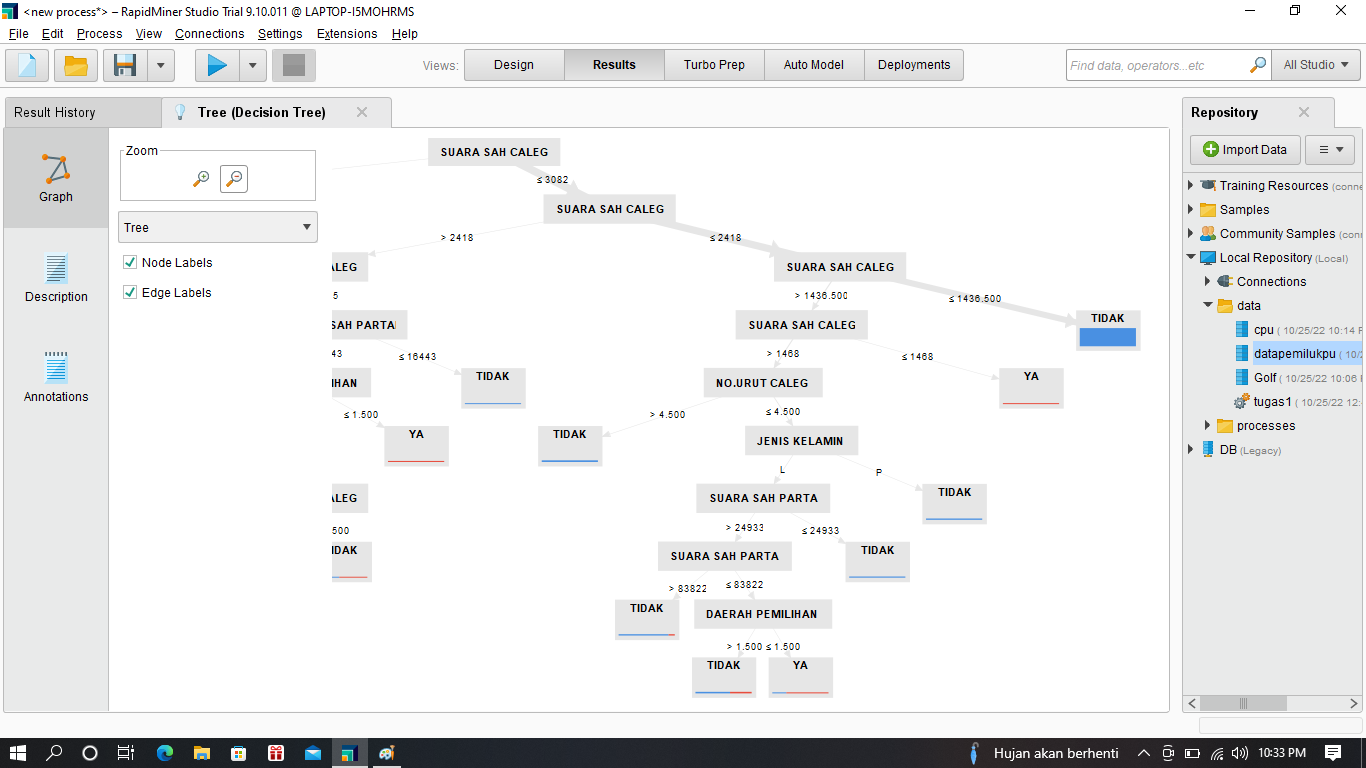 <new process*> – RapidMiner Studio Trial 9.10.011 @ LAPTOP-I5MOHRMS
File Edit Process View Connections Settings Extensions Help
Views: Design Results Turbo Prep Auto Model Deployments
Find data, operators...etc
All Studio
Result History
Tree (Decision Tree)
Graph
Description
Annotations
Zoom
Tree
Node Labels
Edge Labels
SUARA SAH CALEG
≤ 3082
SUARA SAH CALEG
> 2418
≤ 2418
ALEG
SUARA SAH CALEG
5
> 1436.500
≤ 1436.500
SAH PARTAI
SUARA SAH CALEG
TIDAK
43
≤ 16443
> 1468
≤ 1468
IHAN
TIDAK
NO.URUT CALEG
YA
≤ 1.500
> 4.500
≤ 4.500
YA
TIDAK
JENIS KELAMIN
L
P
ALEG
SUARA SAH PARTA
TIDAK
500
> 24933
≤ 24933
IDAK
SUARA SAH PARTA
TIDAK
> 83822
≤ 83822
TIDAK
DAERAH PEMILIHAN
> 1.500
≤ 1.500
TIDAK
YA
Repository
Import Data
Training Resources (conne
Samples
Community Samples (conn
Local Repository (Local)
Connections
data
cpu ( 10/25/22 10:14 P
datapemilukpu ( 10/2
Golf ( 10/25/22 10:06 P
tugas1 ( 10/25/22 12:
processes
DB (Legacy)
Hujan akan berhenti
10:33 PM